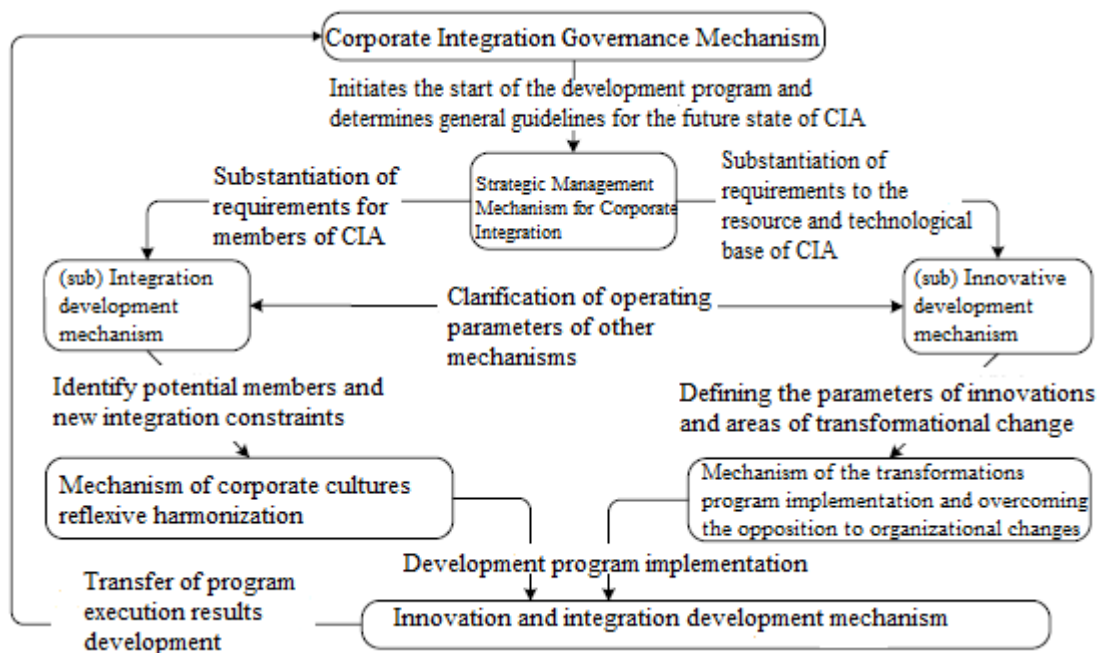 Corporate Integration Governance Mechanism
Initiates the start of the development program and
determines general guidelines for the future state of CIA
Substantiation of
requirements for
members of CIA
Strategic Management
Mechanism for Corporate
Integration
Substantiation of
requirements to the
resource and technological
base of CIA
(sub) Integration
development
mechanism
Clarification of operating
parameters of other
mechanisms
(sub) Innovative
development
mechanism
Identify potential members and
new integration constraints
Defining the parameters of innovations
and areas of transformational change
Mechanism of corporate cultures
reflexive harmonization
Mechanism of the transformations
program implementation and overcoming
the opposition to organizational changes
Development program implementation
Transfer of program
execution results
development
Innovation and integration development mechanism